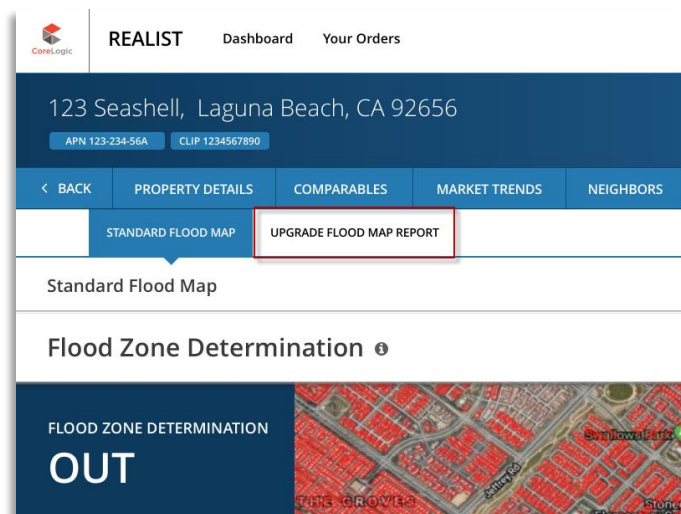 CoreLogic
REALIST Dashboard Your Orders
123 Seashell, Laguna Beach, CA 92656
APN 123-234-56A CLIP 1234567890
< BACK PROPERTY DETAILS COMPARABLES MARKET TRENDS NEIGHBORS
STANDARD FLOOD MAP UPGRADE FLOOD MAP REPORT
Standard Flood Map
Flood Zone Determination
FLOOD ZONE DETERMINATION
OUT
Jeffrey Rd
THE GROVES